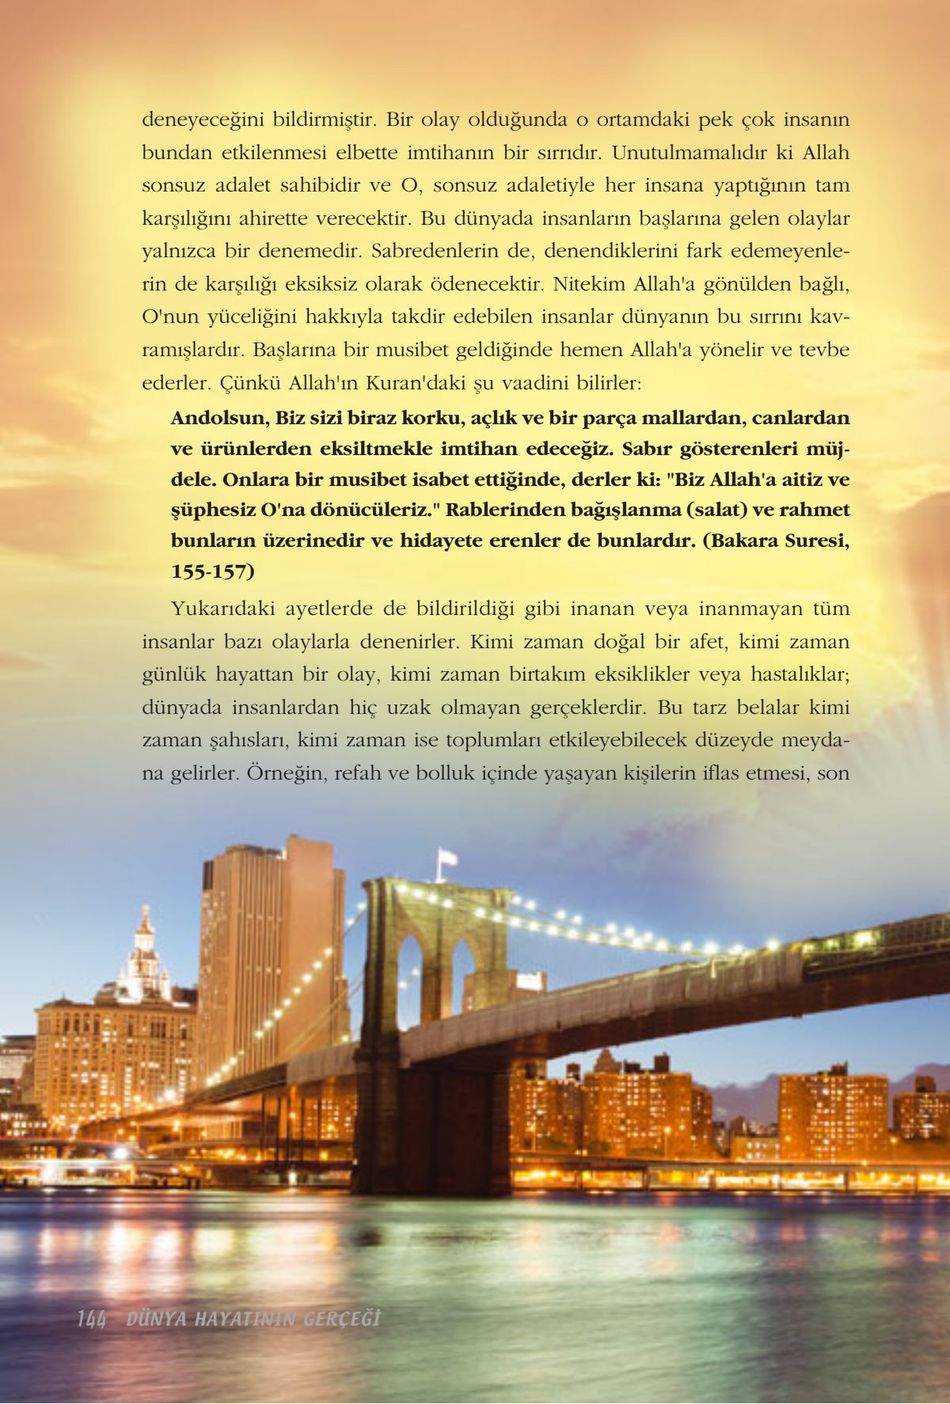 deneyeceğini bildirmiştir. Bir olay olduğunda o ortamdaki pek çok insanın
bundan etkilenmesi elbette imtihanın bir sırrıdır. Unutulmamalıdır ki Allah
sonsuz adalet sahibidir ve O, sonsuz adaletiyle her insana yaptığının tam
karşılığını ahirette verecektir. Bu dünyada insanların başlarına gelen olaylar
yalnızca bir denemedir. Sabredenlerin de, denendiklerini fark edemeyenle-
rin de karşılığı eksiksiz olarak ödenecektir. Nitekim Allah'a gönülden bağlı,
O'nun yüceliğini hakkıyla takdir edebilen insanlar dünyanın bu sırrını kav-
ramışlardır. Başlarına bir musibet geldiğinde hemen Allah'a yönelir ve tevbe
ederler. Çünkü Allah'ın Kuran'daki şu vaadini bilirler:
Andolsun, Biz sizi biraz korku, açlık ve bir parça mallardan, canlardan
ve ürünlerden eksiltmekle imtihan edeceğiz. Sabır gösterenleri müj-
dele. Onlara bir musibet isabet ettiğinde, derler ki: "Biz Allah'a aitiz ve
şüphesiz O'na dönücüleriz." Rablerinden bağışlanma (salat) ve rahmet
bunların üzerinedir ve hidayete erenler de bunlardır. (Bakara Suresi,
155-157)
Yukarıdaki ayetlerde de bildirildiği gibi inanan veya inanmayan tüm
insanlar bazı olaylarla denenirler. Kimi zaman doğal bir afet, kimi zaman
günlük hayattan bir olay, kimi zaman birtakım eksiklikler veya hastalıklar;
dünyada insanlardan hiç uzak olmayan gerçeklerdir. Bu tarz belalar kimi
zaman şahısları, kimi zaman ise toplumları etkileyebilecek düzeyde meyda-
na gelirler. Örneğin, refah ve bolluk içinde yaşayan kişilerin iflas etmesi, son
144 DÜNYA HAYATININ GERÇEĞİ